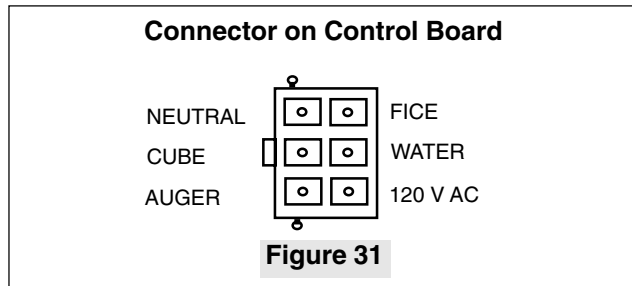 Connector on Control Board
NEUTRAL FICE
CUBE WATER
AUGER 120 V AC
Figure 31